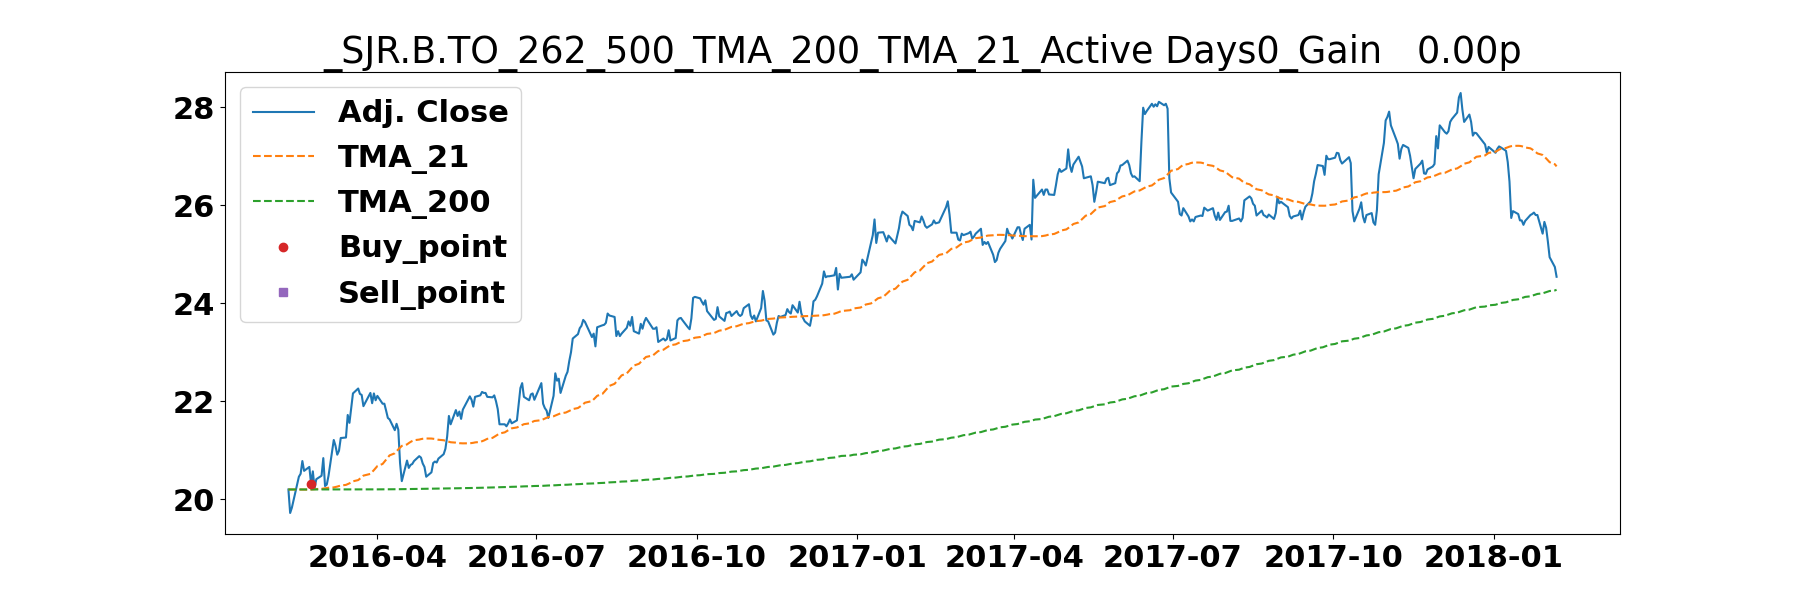 _SJR.B.TO_262_500_TMA_200_TMA_21_Active Days0_Gain   0.00p
28
26
24
22
20
Adj. Close
TMA_21
TMA_200
Buy_point
Sell_point
2016-04 2016-07 2016-10 2017-01 2017-04 2017-07 2017-10 2018-01